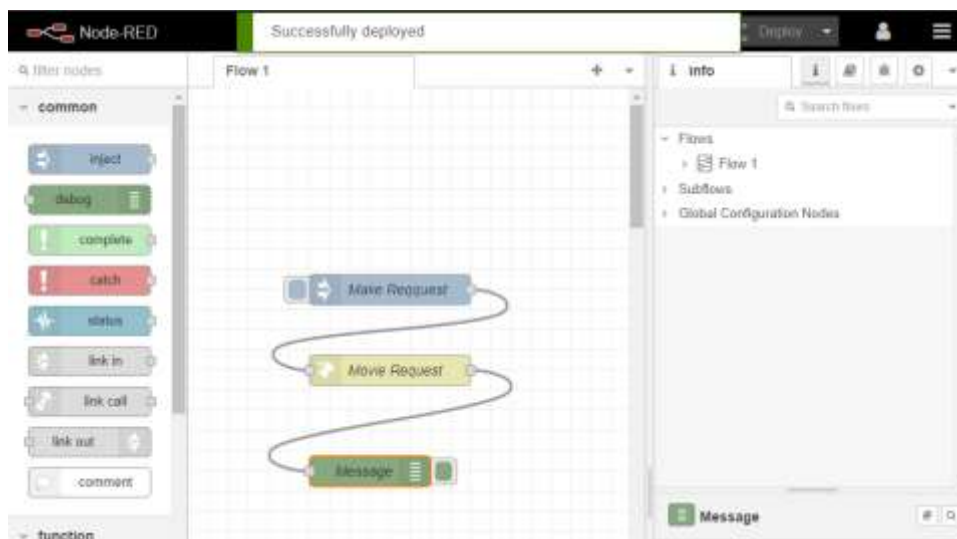 Node-RED
Successfully deployed
Deploy
filter nodes
Flow 1
info
common
Search flows
inject
debug
complete
catch
status
link in
link call
link out
comment
function
Make Reqquest
Movie Request
Message
Flows
Flow 1
Subflows
Global Configuration Nodes
Message